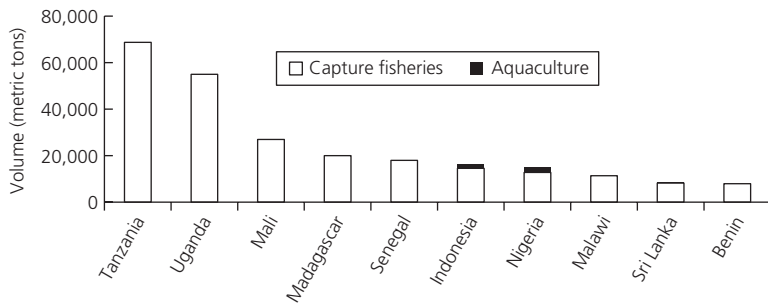 80,000
60,000
40,000
20,000
0
Volume (metric tons)
Capture fisheries Aquaculture
Tanzania
Uganda
Mali
Madagascar
Senegal
Indonesia
Nigeria
Malawi
Sri Lanka
Benin